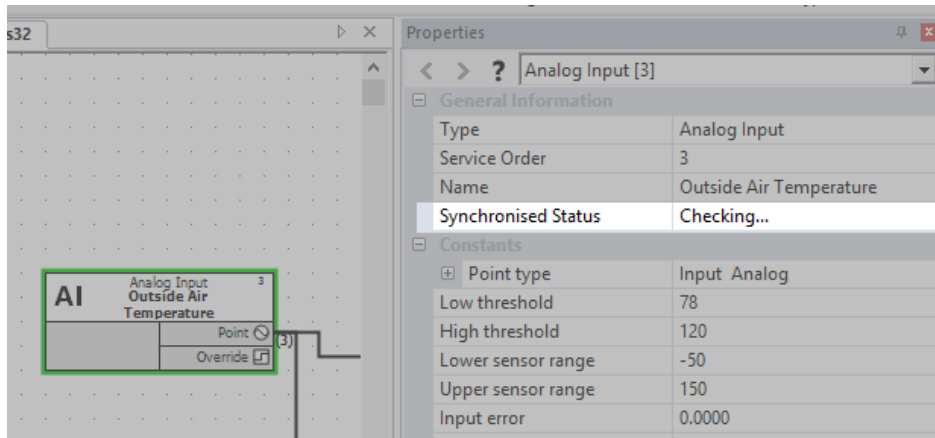 s32
Properties
? Analog Input [3]
General Information
Type Analog Input
Service Order 3
Name Outside Air Temperature
Synchronised Status Checking...
Constants
Point type Input Analog
Low threshold 78
High threshold 120
Lower sensor range -50
Upper sensor range 150
Input error 0.0000
AI
Analog Input 3
Outside Air
Temperature
Point
(3)
Override